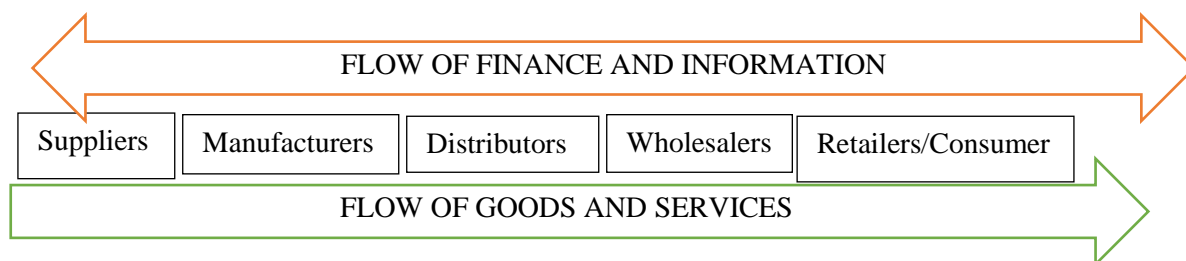 FLOW OF FINANCE AND INFORMATION
Suppliers
Manufacturers
Distributors
Wholesalers
Retailers/Consumer
FLOW OF GOODS AND SERVICES